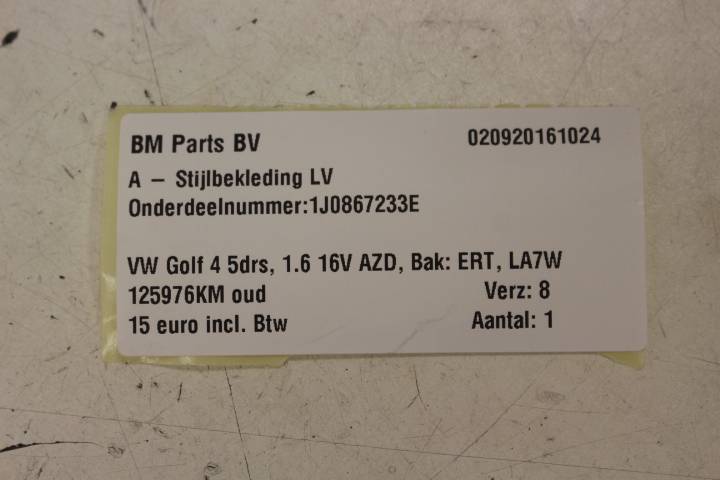 BM Parts BV 020920161024
A – Stijlbekleding LV
Onderdeelnummer:1J0867233E
VW Golf 4 5drs, 1.6 16V AZD, Bak: ERT, LA7W
125976KM oud Verz: 8
15 euro incl. Btw Aantal: 1